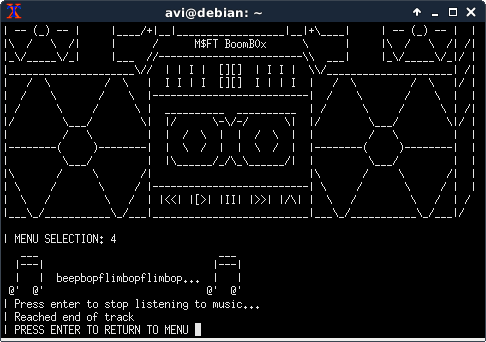 avi@debian: ~
M$FT BoomBOx
| MENU SELECTION: 4
beepbopflimbopflimbop...
| Press enter to stop listening to music...
| Reached end of track
| PRESS ENTER TO RETURN TO MENU